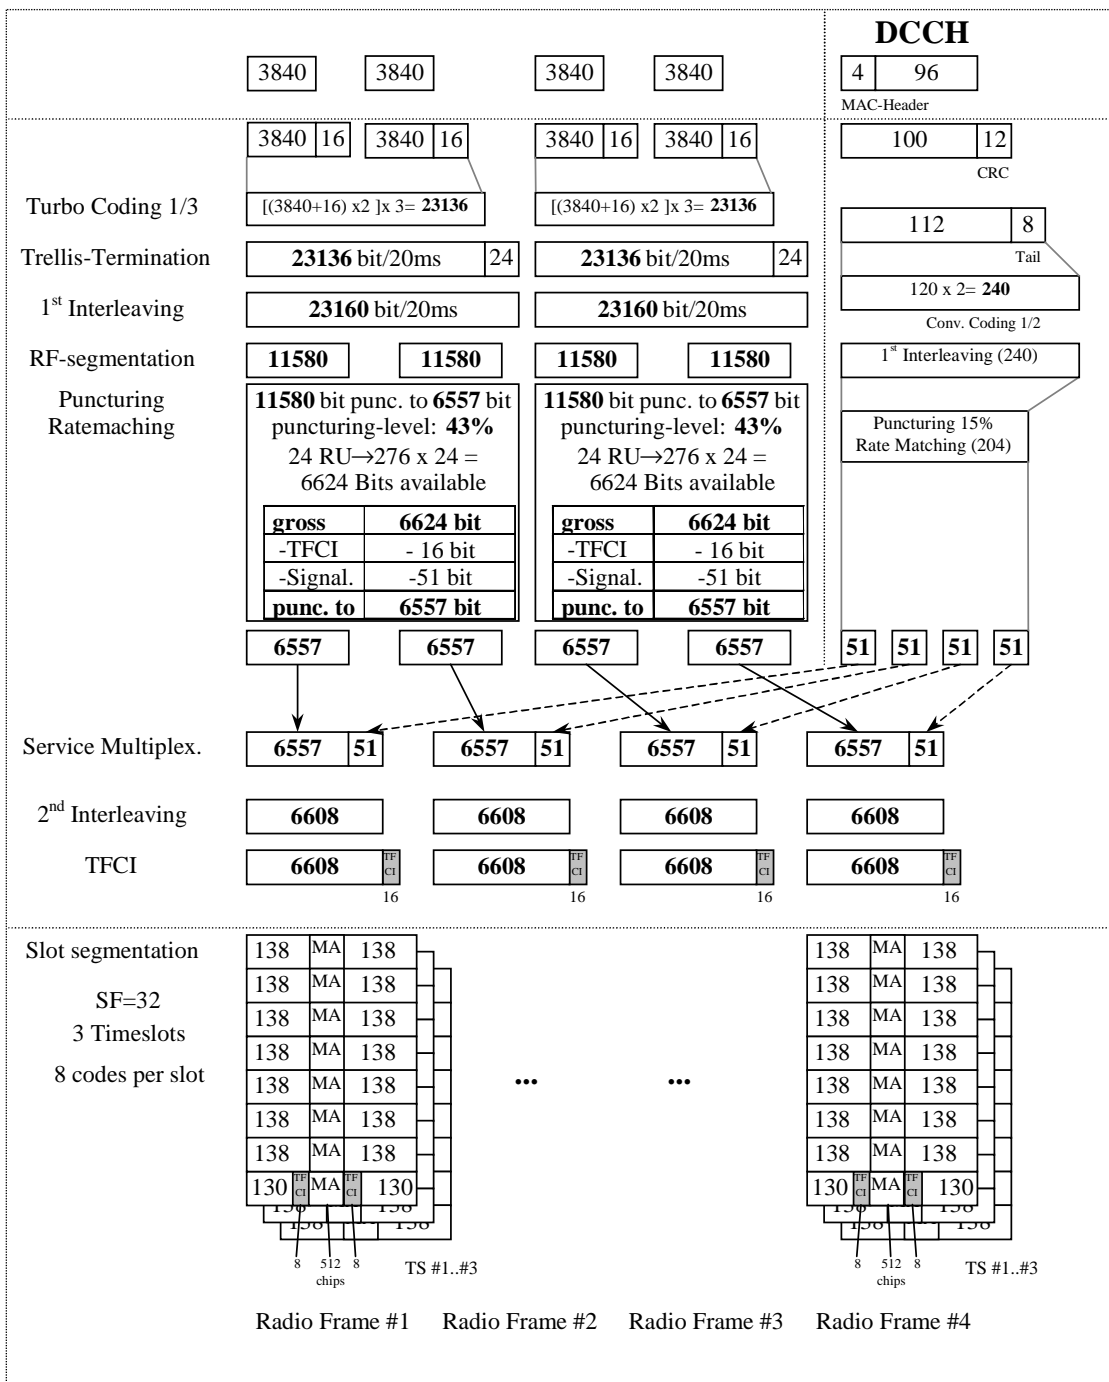 DCCH
3840 3840 3840 3840 4 96
MAC-Header
3840 16 3840 16 3840 16 3840 16 100 12
CRC
Turbo Coding 1/3 [(3840+16) x2 ]x 3= 23136 [(3840+16) x2 ]x 3= 23136
112 8
Tail
Trellis-Termination 23136 bit/20ms 24 23136 bit/20ms 24
120 x 2= 240
Conv. Coding 1/2
1st Interleaving 23160 bit/20ms 23160 bit/20ms
RF-segmentation 11580 11580 11580 11580 1st Interleaving (240)
Puncturing 11580 bit punc. to 6557 bit 11580 bit punc. to 6557 bit
Ratemaching puncturing-level: 43% puncturing-level: 43% Puncturing 15%
Rate Matching (204)
24 RU→276 x 24 = 24 RU→276 x 24 =
6624 Bits available 6624 Bits available
gross 6624 bit gross 6624 bit
-TFCI - 16 bit -TFCI - 16 bit
-Signal. -51 bit -Signal. -51 bit
punc. to 6557 bit punc. to 6557 bit
6557 6557 6557 6557 51 51 51 51
Service Multiplex. 6557 51 6557 51 6557 51 6557 51
2nd Interleaving 6608 6608 6608 6608
TFCI 6608 TF CI 6608 TF CI 6608 TF CI 6608 TF CI
16 16 16 16
Slot segmentation 138 MA 138 138 MA 138
138 MA 138 138 MA 138
SF=32
138 MA 138 138 MA 138
3 Timeslots
138 MA 138 138 MA 138
8 codes per slot 138 MA 138 ... ... 138 MA 138
138 MA 138 138 MA 138
138 MA 138 138 MA 138
130 TF CI MA TF CI 130 130 TF CI MA TF CI 130
138 138 138 138
138 138 138 138
8 512 8 TS #1..#3 8 512 8 TS #1..#3
chips chips
Radio Frame #1 Radio Frame #2 Radio Frame #3 Radio Frame #4